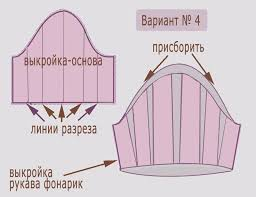 Вариант № 4
присборить
выкройка-основа
линии разреза
выкройка
рукава фонарик